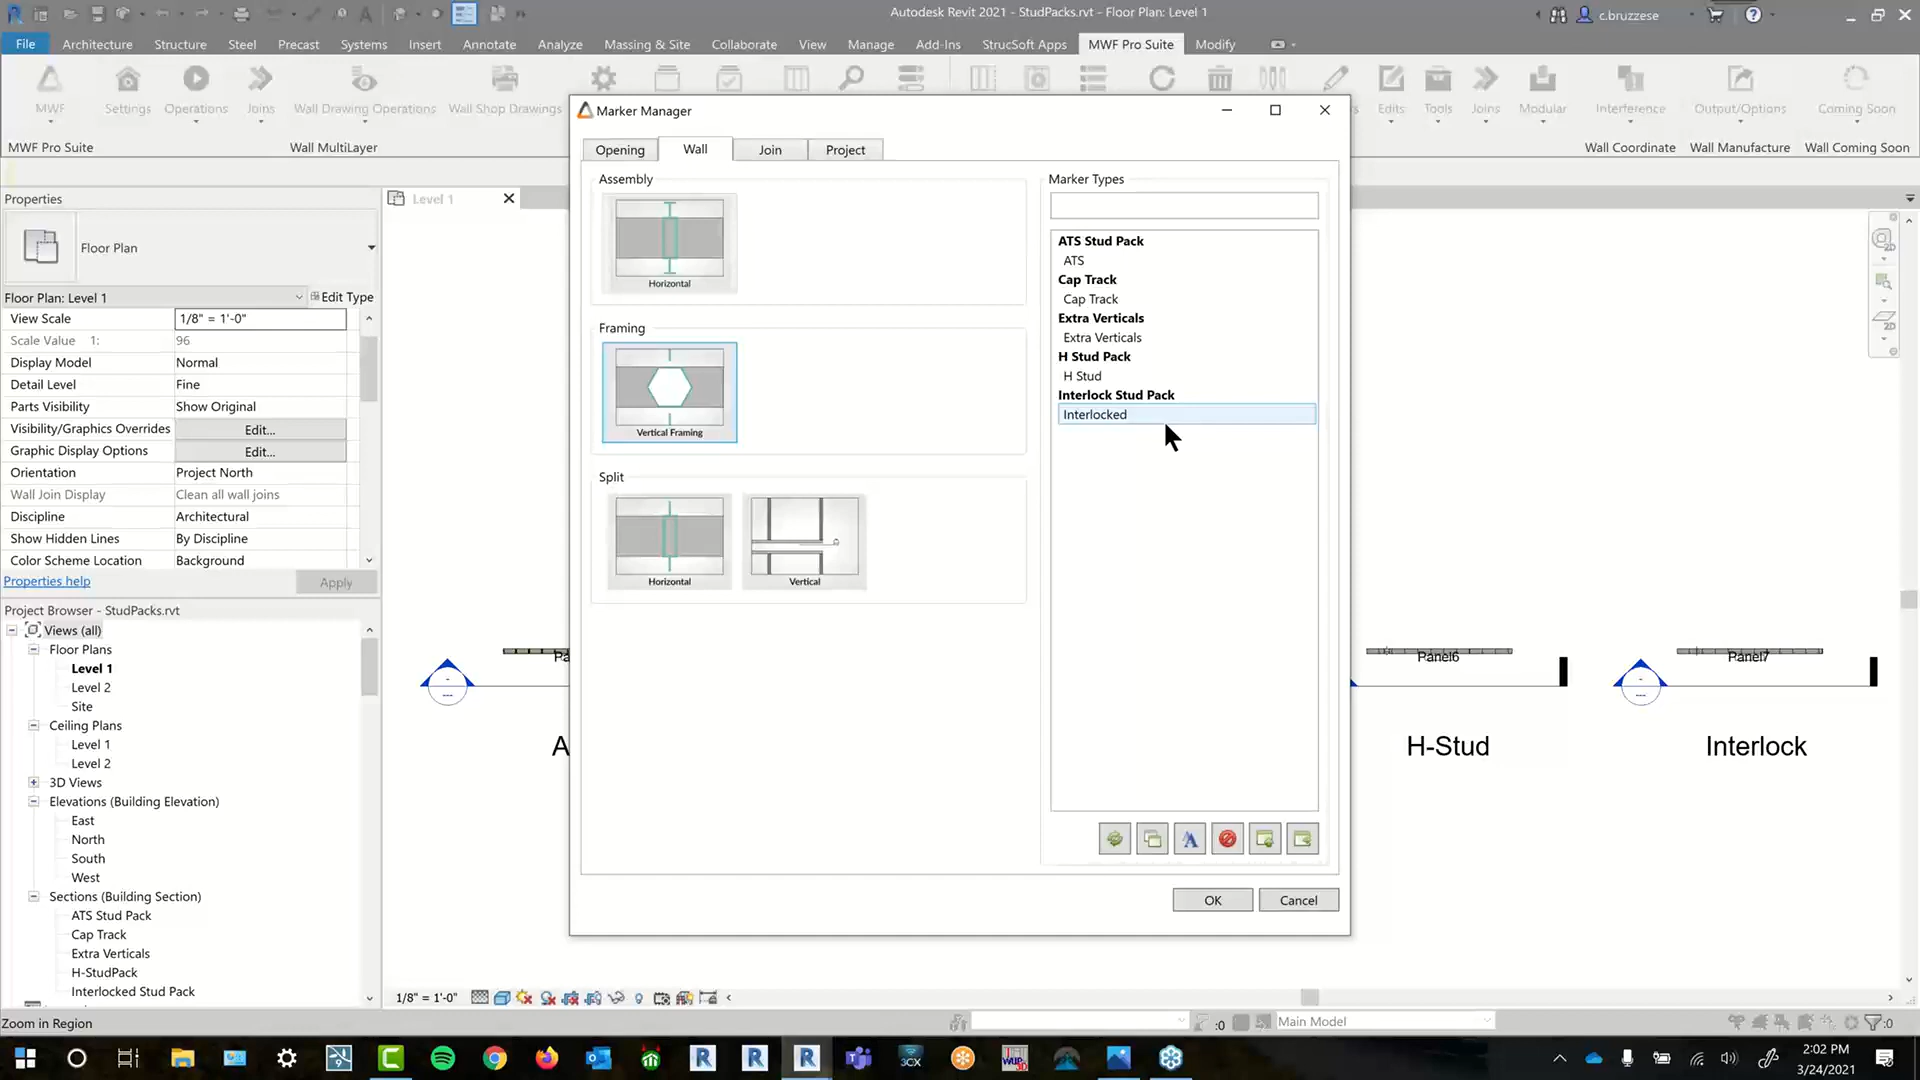 Autodesk Revit 2021 - StudPacks.rvt - Floor Plan: Level 1
c.bruzzese
File
Architecture
Structure
Steel
Precast
Systems
Insert
Annotate
Analyze
Massing & Site
Collaborate
View
Manage
Add-Ins
StrucSoft Apps
MWF Pro Suite
Modify
MWF
Settings
Operations
Joins
Wall Drawing Operations
Wall Shop Drawings
Edits
Tools
Joins
Modular
Interference
Output/Options
Coming Soon
MWF Pro Suite
Wall MultiLayer
Wall Coordinate
Wall Manufacture
Wall Coming Soon
Properties
Floor Plan
Floor Plan: Level 1
Edit Type
View Scale
1/8" = 1'-0"
Scale Value 1:
96
Display Model
Normal
Detail Level
Fine
Parts Visibility
Show Original
Visibility/Graphics Overrides
Edit...
Graphic Display Options
Edit...
Orientation
Project North
Wall Join Display
Clean all wall joins
Discipline
Architectural
Show Hidden Lines
By Discipline
Color Scheme Location
Background
Properties help
Apply
Project Browser - StudPacks.rvt
Views (all)
Floor Plans
Level 1
Level 2
Site
Ceiling Plans
Level 1
Level 2
3D Views
Elevations (Building Elevation)
East
North
South
West
Sections (Building Section)
ATS Stud Pack
Cap Track
Extra Verticals
H-StudPack
Interlocked Stud Pack
Level 1
Marker Manager
Opening
Wall
Join
Project
Assembly
Horizontal
Framing
Vertical Framing
Split
Horizontal
Vertical
Marker Types
ATS Stud Pack
ATS
Cap Track
Cap Track
Extra Verticals
Extra Verticals
H Stud Pack
H Stud
Interlock Stud Pack
Interlocked
OK
Cancel
Pa
A
Panel6
H-Stud
Panel7
Interlock
2D
2D
1/8" = 1'-0"
Zoom in Region
:0
Main Model
:0
3CX
2:02 PM
3/24/2021